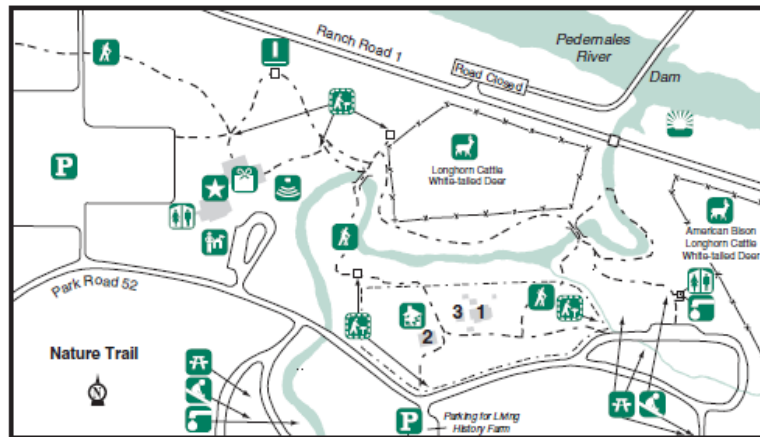 Ranch Road 1
Pedernales
River
Road Closed
Dam
P
Longhorn Cattle
White-tailed Deer
American Bison
Longhorn Cattle
White-tailed Deer
Park Road 52
3 1
2
Nature Trail
N
P
Parking for Living
History Farm